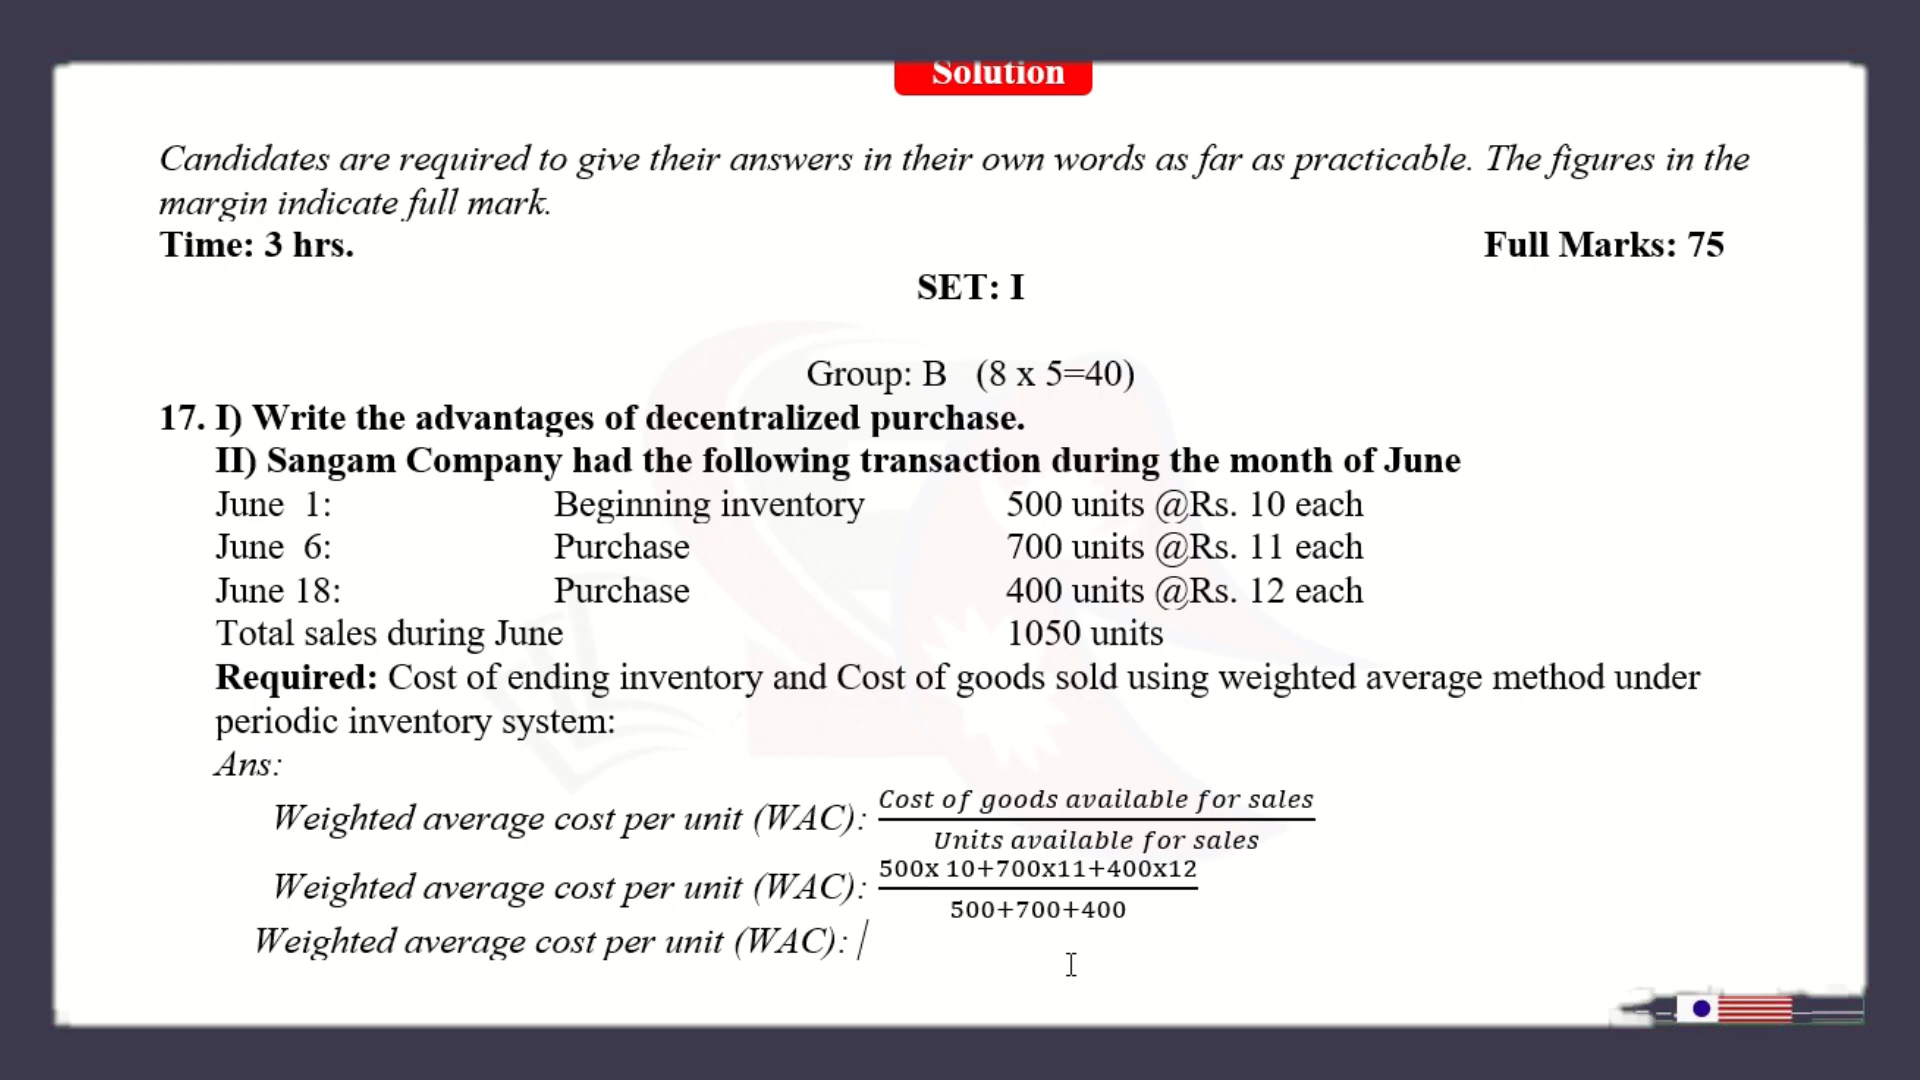 Solution
Candidates are required to give their answers in their own words as far as practicable. The figures in the
margin indicate full mark.
Time: 3 hrs. Full Marks: 75
SET: I
Group: B (8 x 5=40)
17. I) Write the advantages of decentralized purchase.
II) Sangam Company had the following transaction during the month of June
June 1: Beginning inventory 500 units @Rs. 10 each
June 6: Purchase 700 units @Rs. 11 each
June 18: Purchase 400 units @Rs. 12 each
Total sales during June 1050 units
Required: Cost of ending inventory and Cost of goods sold using weighted average method under
periodic inventory system:
Ans:
Weighted average cost per unit (WAC): Cost of goods available for sales
Units available for sales
Weighted average cost per unit (WAC): 500x 10+700x11+400x12
500+700+400
Weighted average cost per unit (WAC):